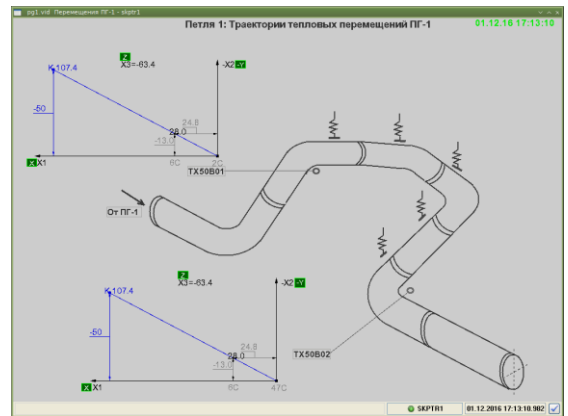 pg1.vid Перемещения ПГ-1 - skptr1
Петля 1: Траектории тепловых перемещений ПГ-1
01.12.16 17:13:10
Z
X3=-63.4
K 107.4
-X2 -Y
-50
24.8
28.0
-13.0
X X1
6C
2C
TX50B01
От ПГ-1
Z
X3=-63.4
K 107.4
-X2 -Y
-50
24.8
28.0
-13.0
X X1
6C
47C
TX50B02
SKPTR1
01.12.2016 17:13:10.902